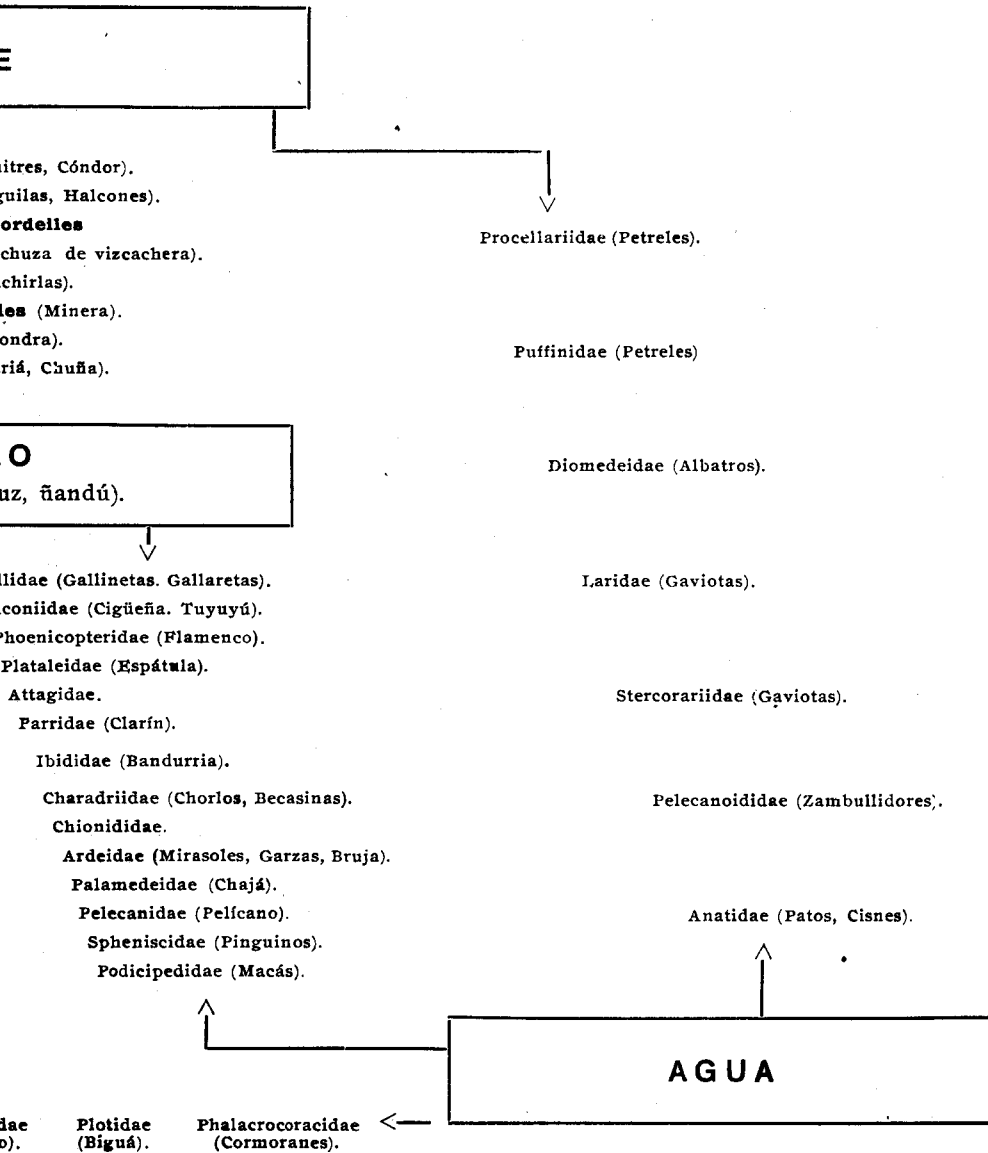 E
itres, Cóndor).
guilas, Halcones).
ordeiles
chuza de vizcachera).
chirlas).
les (Minera).
ondra).
riá, Chuña).
Procellariidae (Petreles).
Puffinidae (Petreles)
Diomedeidae (Albatros).
Laridae (Gaviotas).
Stercorariidae (Gaviotas).
Pelecanoididae (Zambullidores).
Anatidae (Patos, Cisnes).
LO
uz, ñandú).
llidae (Gallinetas. Gallaretas).
coniidae (Cigüeña. Tuyuyú).
Phoenicopteridae (Flamenco).
Plataleidae (Espátula).
Attagidae.
Parridae (Clarín).
Ibididae (Bandurria).
Charadriidae (Chorlos, Becasinas).
Chionididae.
Ardeidae (Mirasoles, Garzas, Bruja).
Palamedeidae (Chajá).
Pelecanidae (Pelícano).
Spheniscidae (Pinguinos).
Podicipedidae (Macás).
AGUA
dae Plotidae Phalacrocoracidae
o). (Biguá). (Cormoranes).